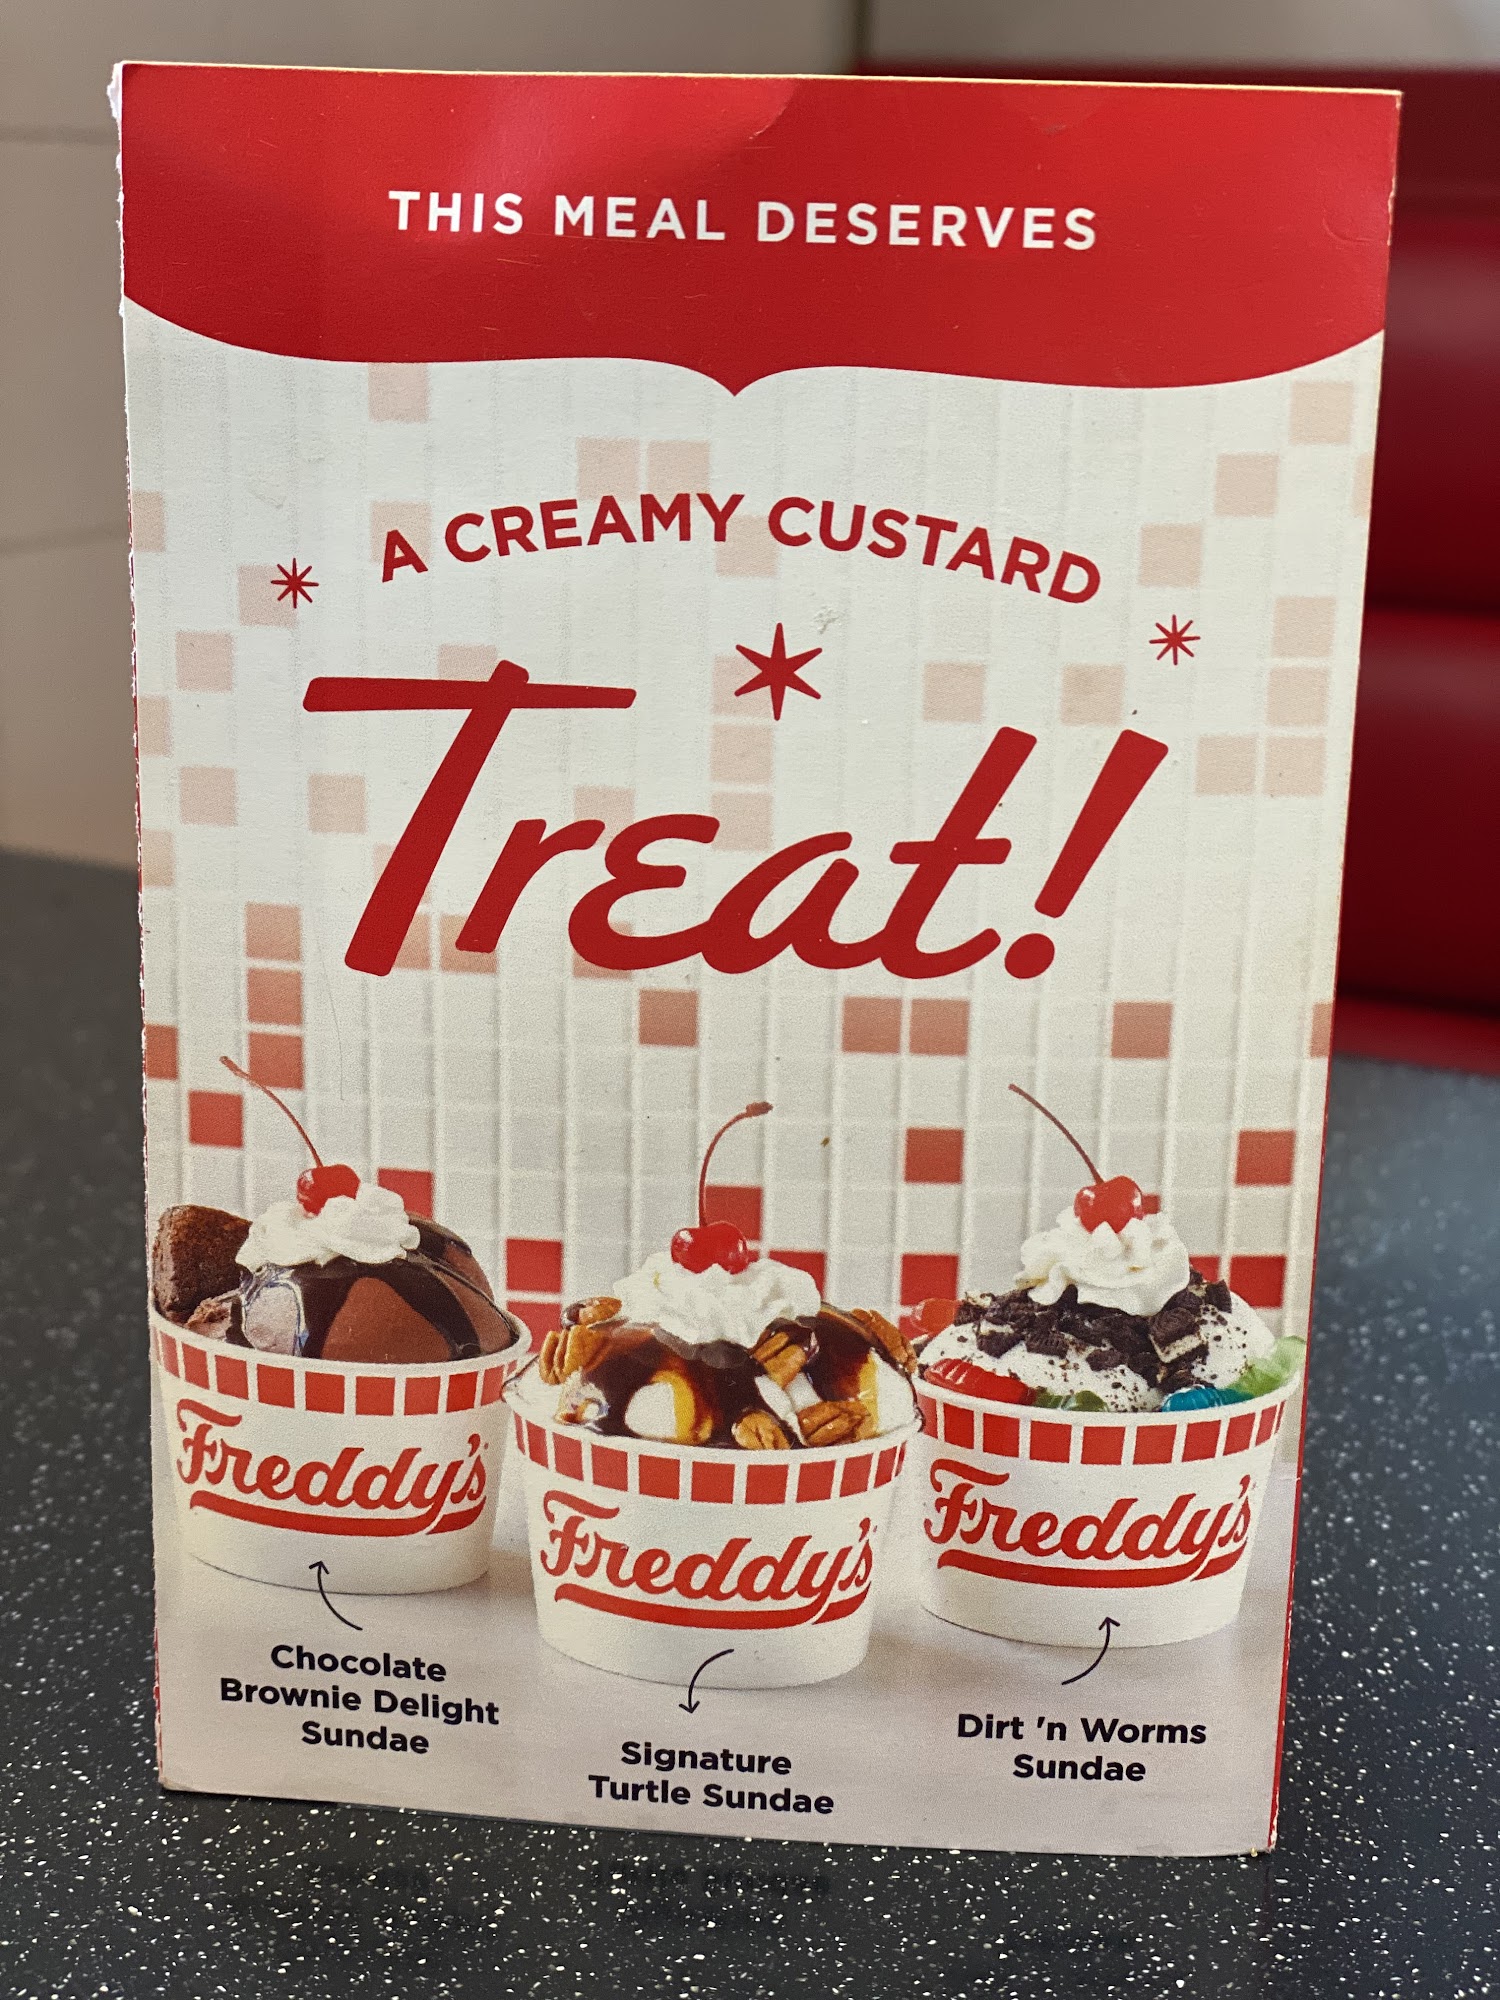 THIS MEAL DESERVES
A CREAMY CUSTARD
Treat!
Freddy's
Freddy's
Freddy's
Chocolate
Brownie Delight
Sundae
Signature
Turtle Sundae
Dirt 'n Worms
Sundae